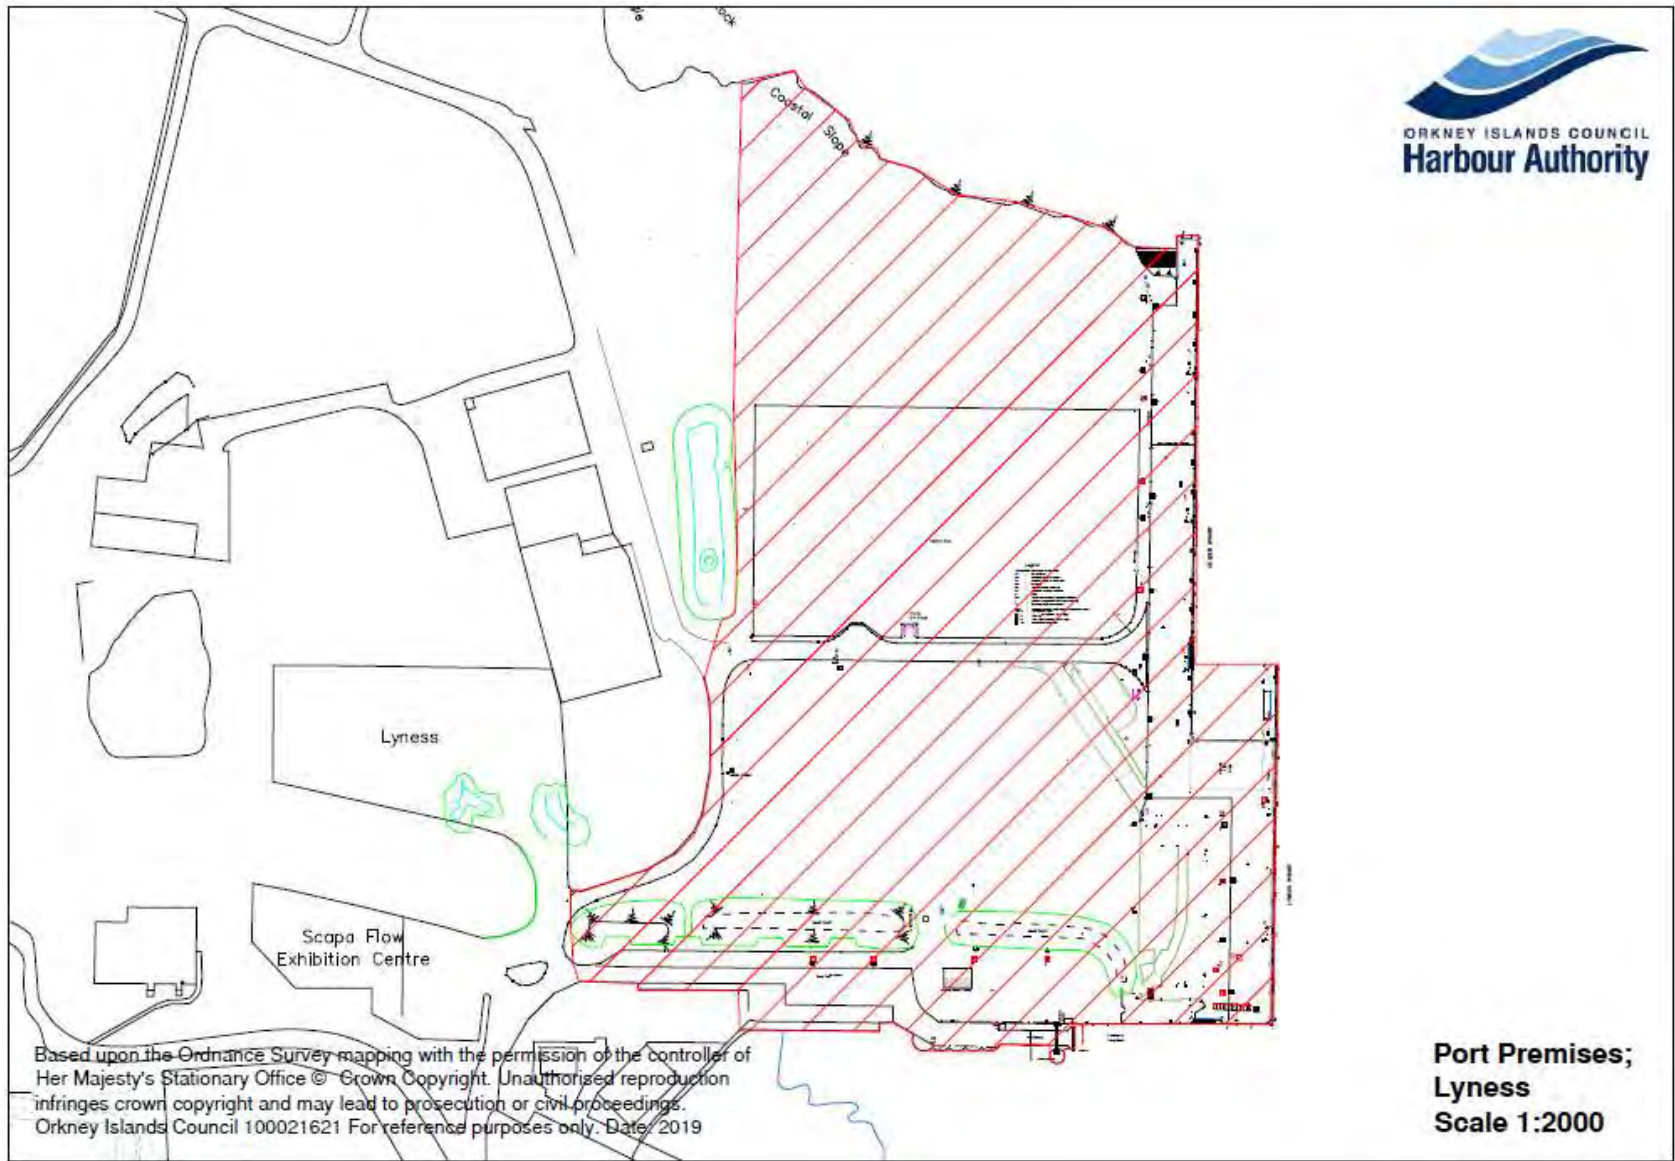 ORKNEY ISLANDS COUNCIL
Harbour Authority
Coastal Slope
Lyness
Scapa Flow
Exhibition Centre
Based upon the Ordnance Survey mapping with the permission of the controller of
Her Majesty's Stationary Office © Crown Copyright. Unauthorised reproduction
infringes crown copyright and may lead to prosecution or civil proceedings.
Orkney Islands Council 100021621 For reference purposes only. Date: 2019
Port Premises;
Lyness
Scale 1:2000